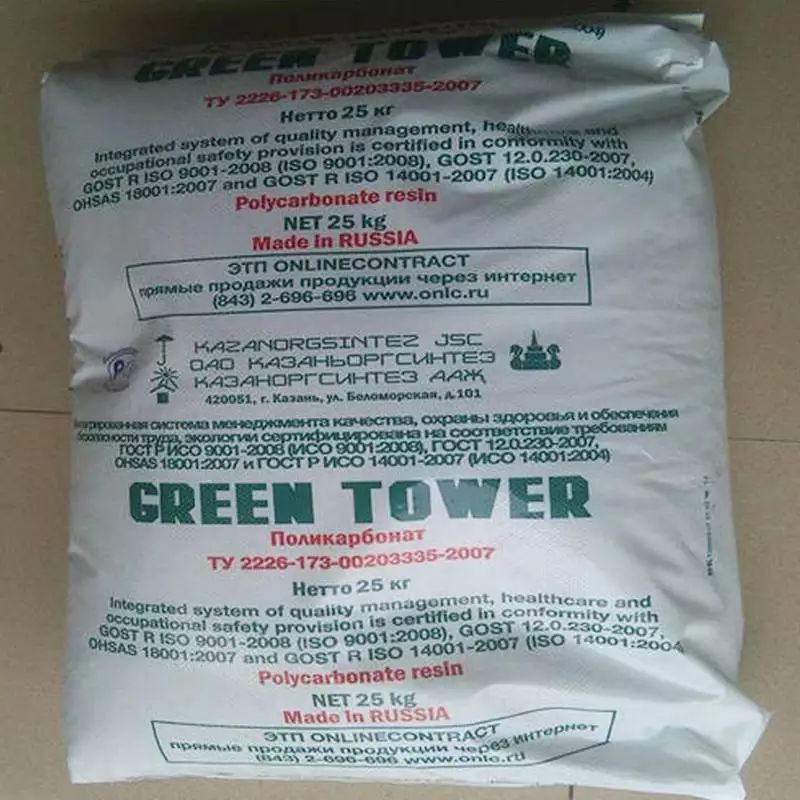 GREEN TOWER
Поликарбонат
ТУ 2226-173-00203335-2007
Нетто 25 кг
Integrated system of quality management, and
occupational safety provision is certified in conformity with
GOST R ISO 9001-2008 (ISO 9001:2008), GOST 12.0.230-2007,
OHSAS 18001:2007 and GOST R ISO 14001-2007 (ISO 14001:2004)
Polycarbonate resin
NET 25 kg
Made in RUSSIA
ЭТП ONLINECONTRACT
прямые продажи продукции через интернет
(843) 2-696-696 www.onlc.ru
KAZANORGSINTEZ JSC
ОАО КАЗАНЬОРГСИНТЕЗ
КАЗАНОРГСИНТЕЗ ААҖ
420051, г. Казань, ул. Беломорская, д.101
система менеджмента качества, охраны здоровья и обеспечения
безопасности труда, экологии сертифицирована на соответствие требованиям
ГОСТ Р ИСО 9001-2008 (ИСО 9001:2008), ГОСТ 12.0.230-2007,
OHSAS 18001:2007 и ГОСТ Р ИСО 14001-2007 (ИСО 14001:2004)
GREEN TOWER
Поликарбонат
ТУ 2226-173-00203335-2007
Нетто 25 кг
Integrated system of quality management, healthcare and
occupational safety provision is certified in conformity with
GOST R ISO 9001-2008 (ISO 9001:2008), GOST 12.0.230-2007,
OHSAS 18001:2007 and GOST R ISO 14001-2007 (ISO 14001:2004
Polycarbonate resin
NET 25 kg
Made in RUSSIA
ЭТП ONLINECONTRACT
прямые продажи продукции через интернет
(843) 2-696-696 www.onlc.ru